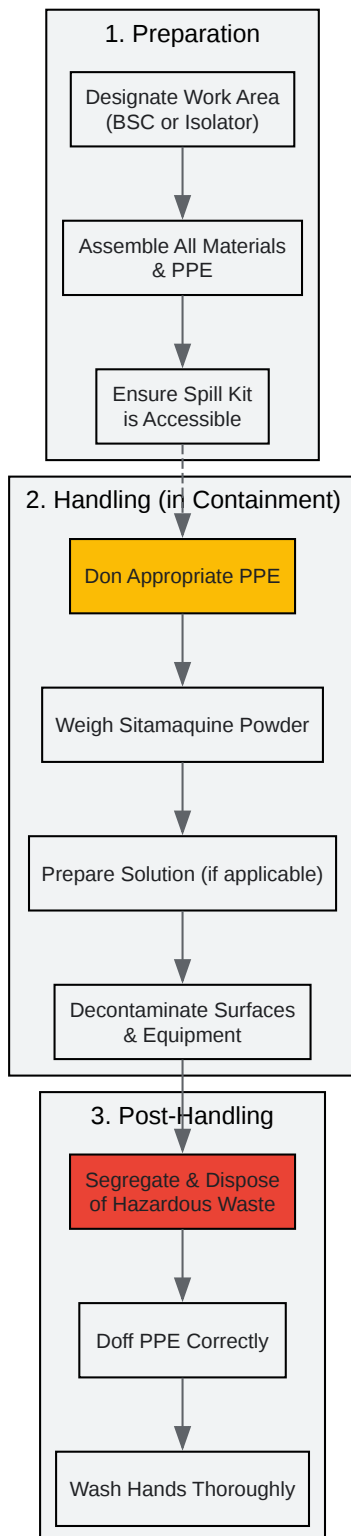 1. Preparation
Designate Work Area
(BSC or Isolator)
Assemble All Materials
& PPE
Ensure Spill Kit
is Accessible
2. Handling (in Containment)
Don Appropriate PPE
Weigh Sitamaquine Powder
Prepare Solution (if applicable)
Decontaminate Surfaces
& Equipment
3. Post-Handling
Segregate & Dispose
of Hazardous Waste
Doff PPE Correctly
Wash Hands Thoroughly